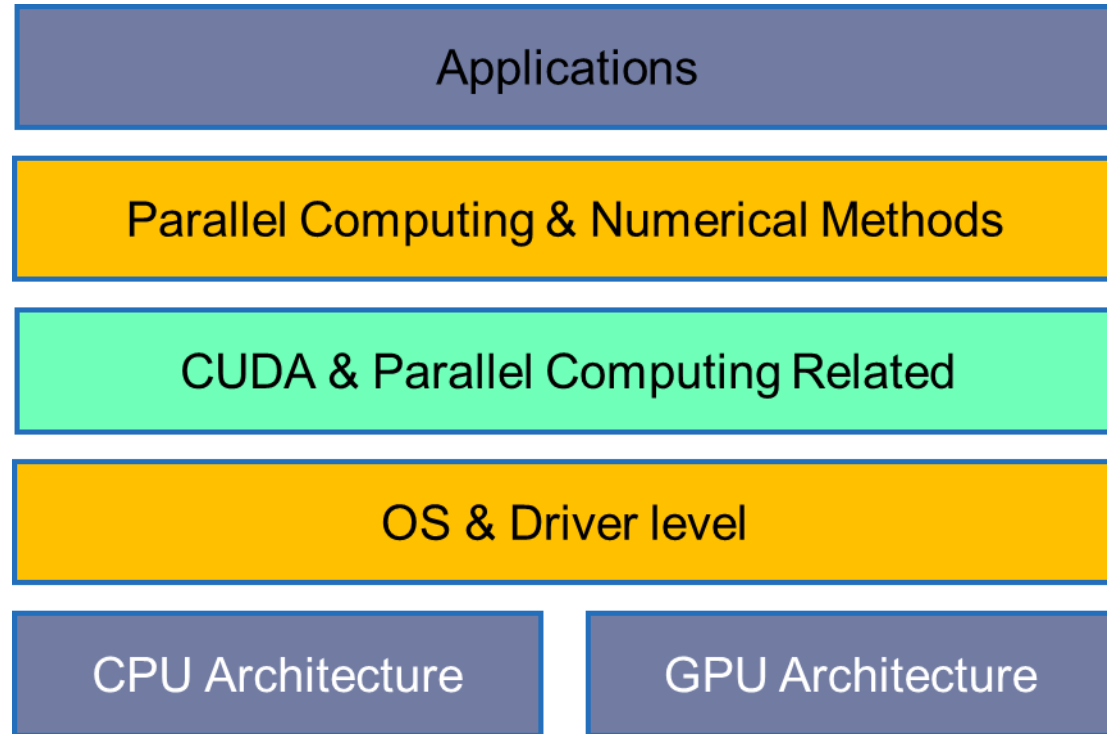 Applications
Parallel Computing & Numerical Methods
CUDA & Parallel Computing Related
OS & Driver level
CPU Architecture
GPU Architecture